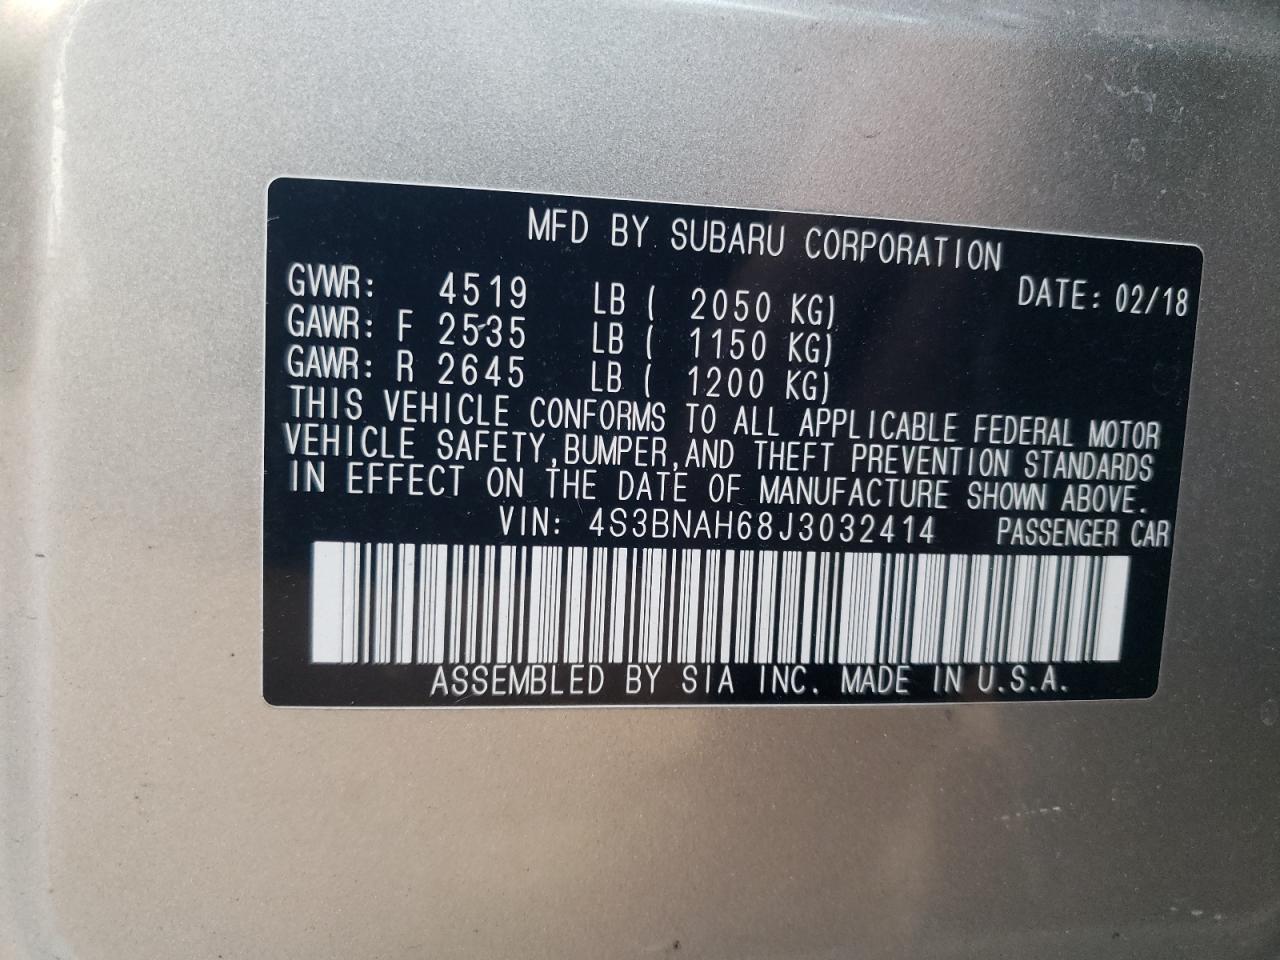 MFD BY SUBARU CORPORATION
DATE: 02/18
GVWR: 4519 LB ( 2050 KG)
GAWR: F 2535 LB ( 1150 KG)
GAWR: R 2645 LB ( 1200 KG)
THIS VEHICLE CONFORMS TO ALL APPLICABLE FEDERAL MOTOR
VEHICLE SAFETY,BUMPER,AND THEFT PREVENTION STANDARDS
IN EFFECT ON THE DATE OF MANUFACTURE SHOWN ABOVE.
VIN: 4S3BNAH68J3032414 PASSENGER CAR
ASSEMBLED BY SIA INC. MADE IN U.S.A.